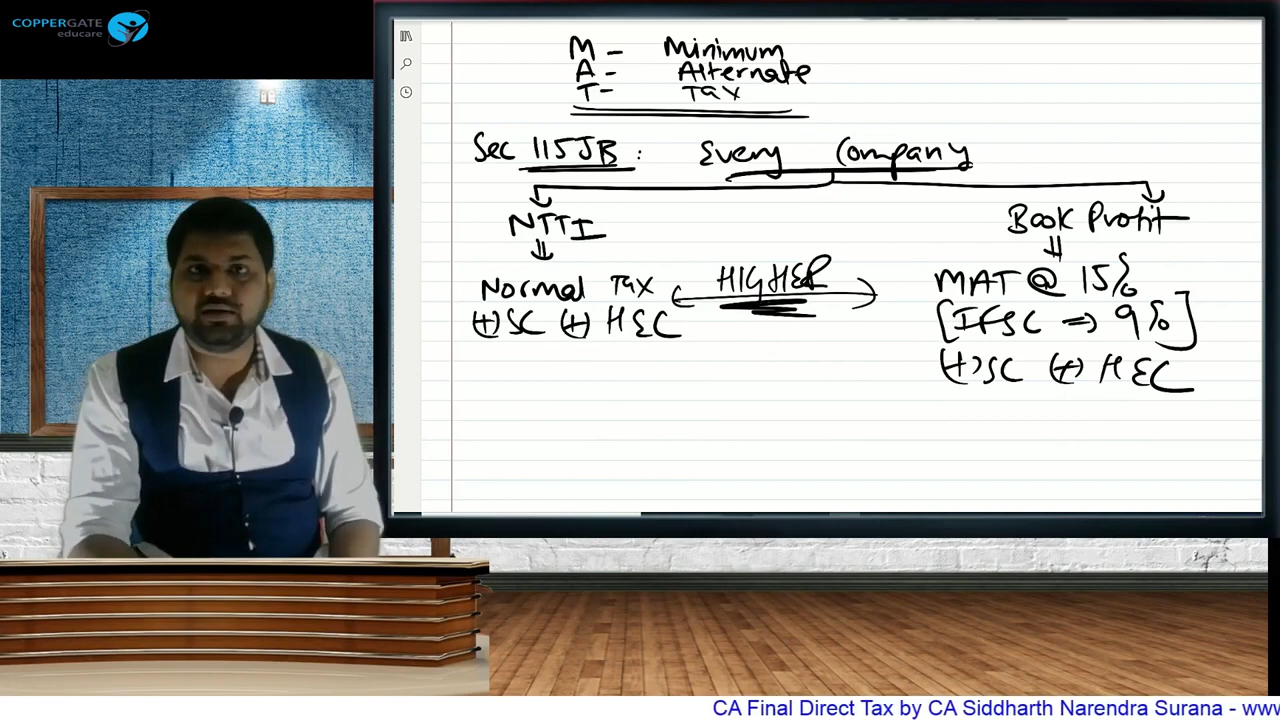 COPPERGATE
educare
M - Minimum
A - Alternate
T - Tax
Sec 115JB : Every Company
NTTI
Book Profit
Normal Tax
(+) SC (+) HEC
HIGHER
MAT @ 15%
[IFSC ⇒ 9%]
(+) SC (+) HEC
CA Final Direct Tax by CA Siddharth Narendra Surana - www